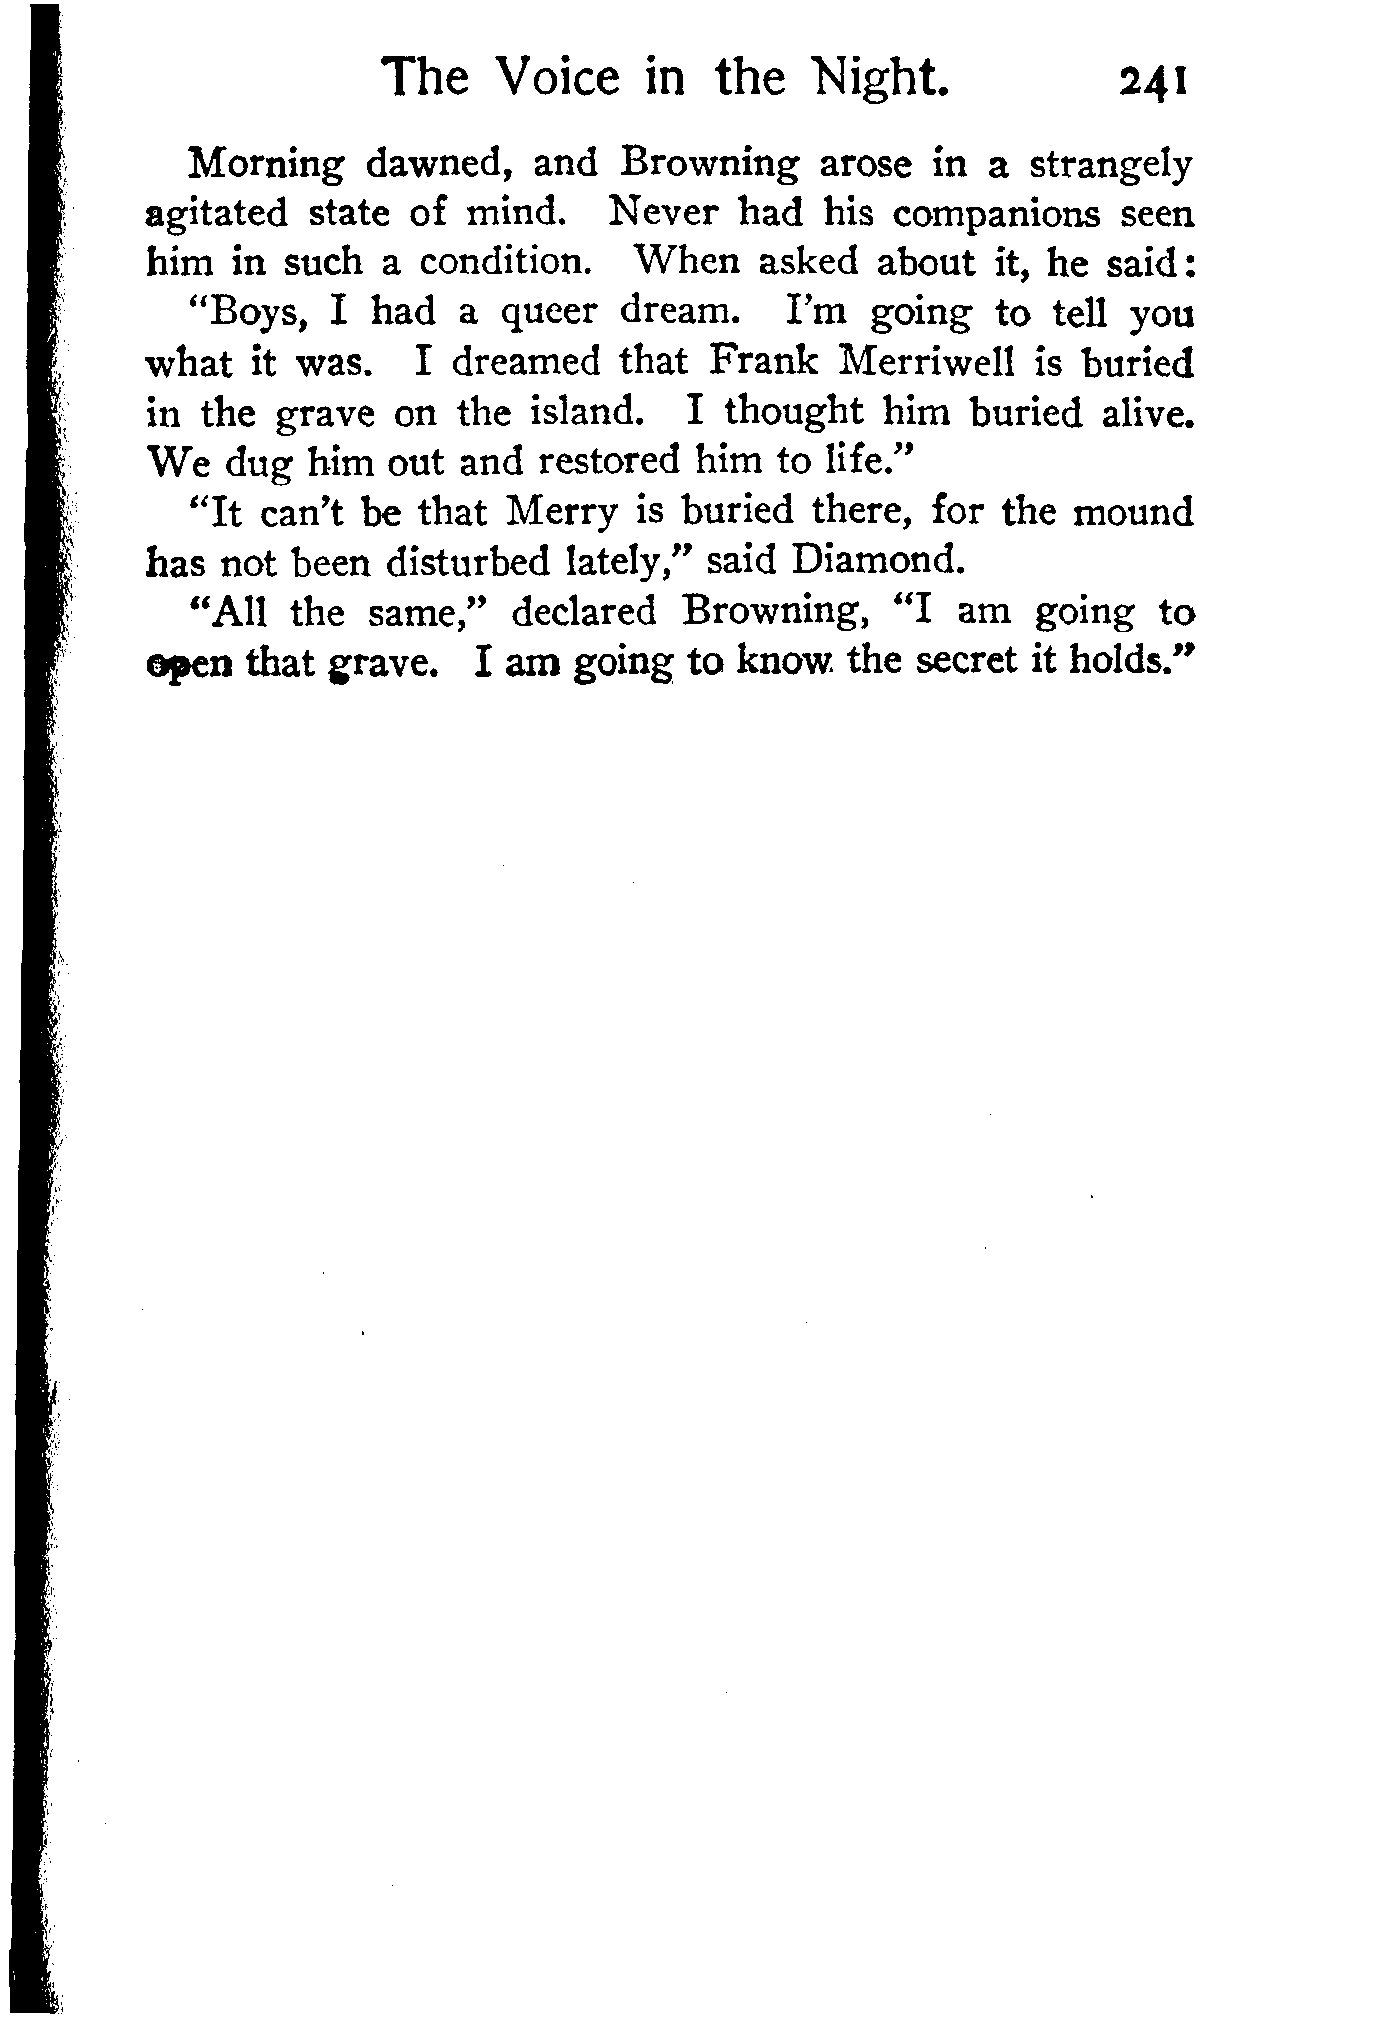 The Voice in the Night. 241
Morning dawned, and Browning arose in a strangely
agitated state of mind. Never had his companions seen
him in such a condition. When asked about it, he said:
"Boys, I had a queer dream. I'm going to tell you
what it was. I dreamed that Frank Merriwell is buried
in the grave on the island. I thought him buried alive.
We dug him out and restored him to life."
"It can't be that Merry is buried there, for the mound
has not been disturbed lately," said Diamond.
"All the same," declared Browning, "I am going to
open that grave. I am going to know the secret it holds."